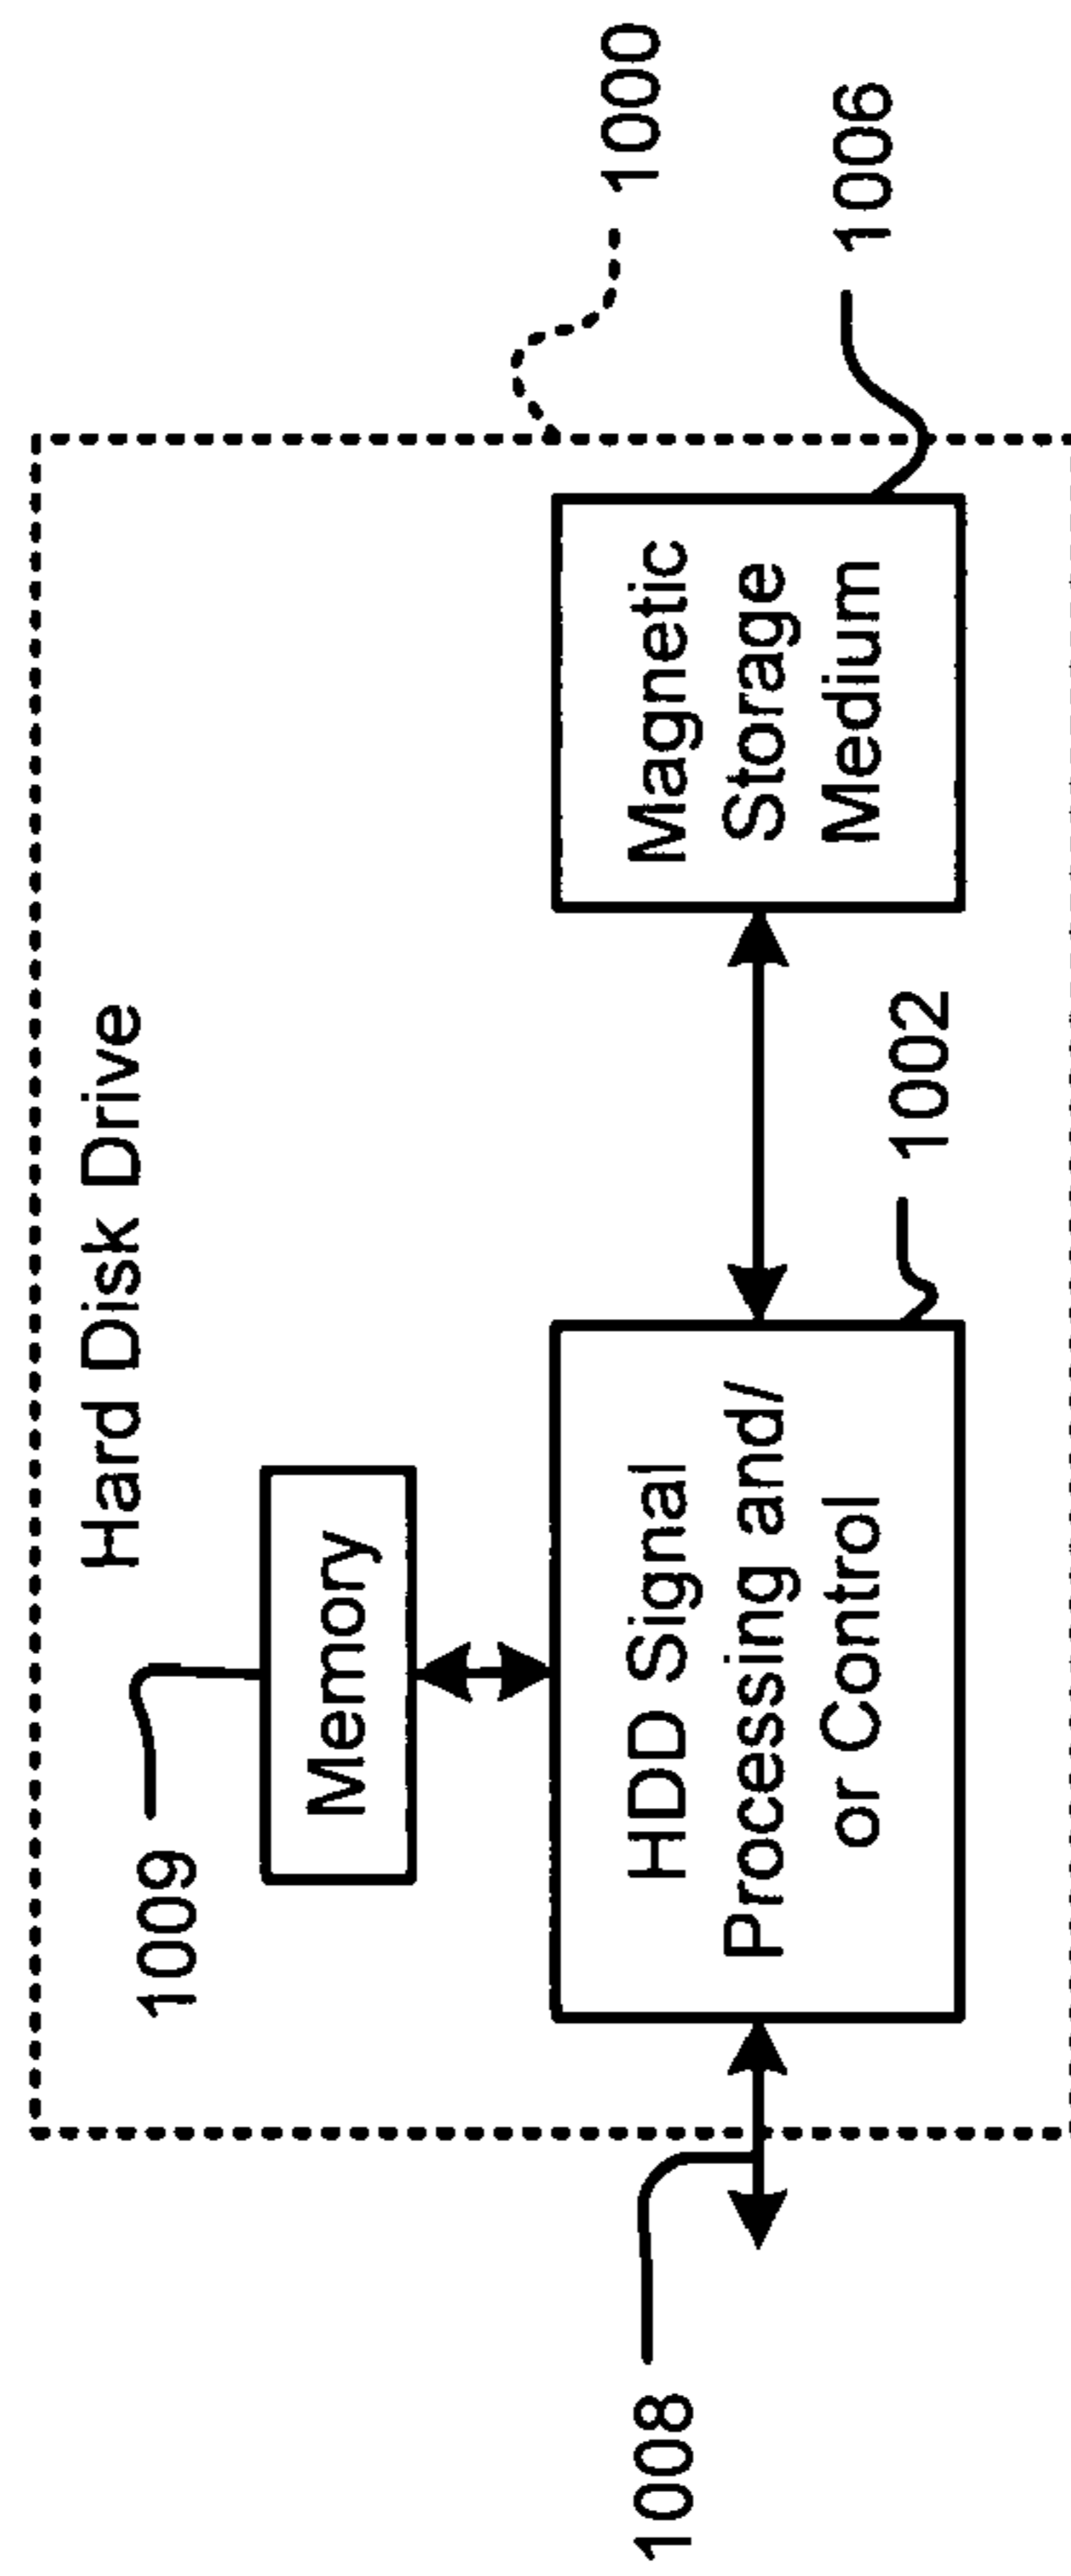 Hard Disk Drive
1000
1009
Memory
1006
HDD Signal
Processing and/
or Control
Magnetic
Storage
Medium
1008
1002